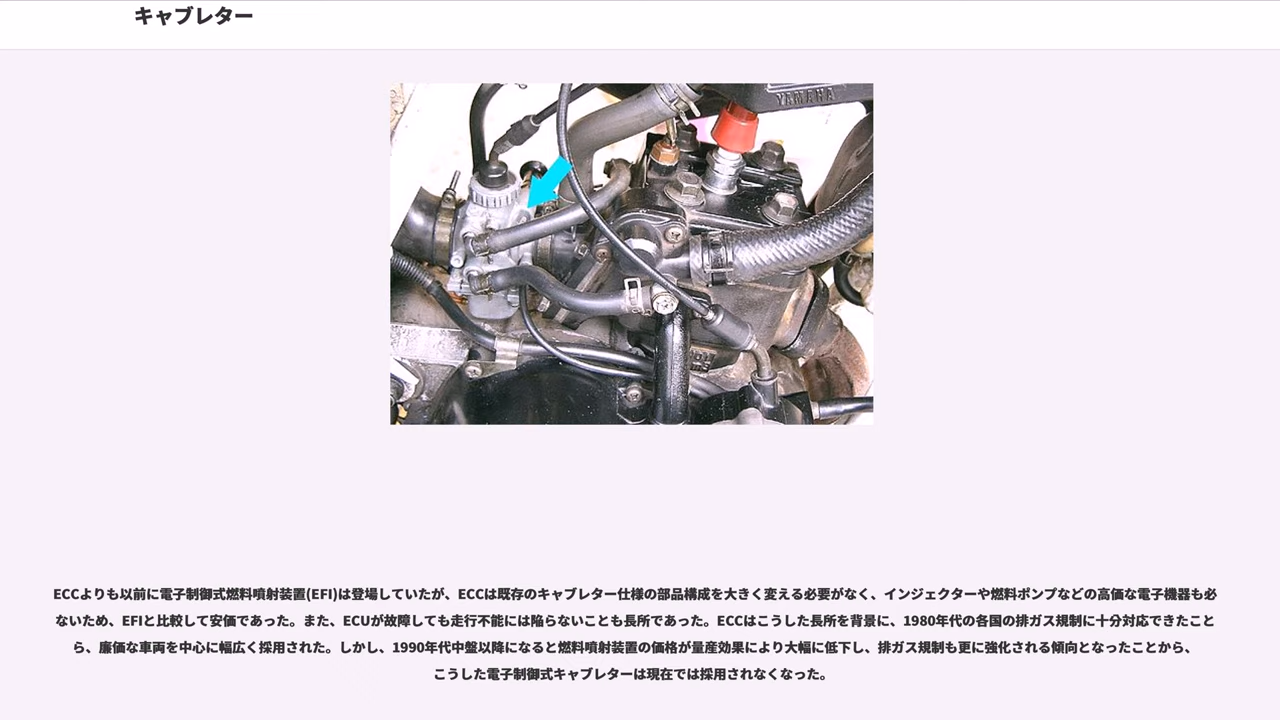 キャブレター
YAMAHA
ECCよりも以前に電子制御式燃料噴射装置(EFI)は登場していたが、ECCは既存のキャブレター仕様の部品構成を大きく変える必要がなく、インジェクターや燃料ポンプなどの高価な電子機器も必
ないため、EFIと比較して安価であった。また、ECUが故障しても走行不能には陥らないことも長所であった。ECCはこうした長所を背景に、1980年代の各国の排ガス規制に十分対応できたこと
ら、廉価な車両を中心に幅広く採用された。しかし、1990年代中盤以降になると燃料噴射装置の価格が量産効果により大幅に低下し、排ガス規制も更に強化される傾向となったことから、
こうした電子制御式キャブレターは現在では採用されなくなった。